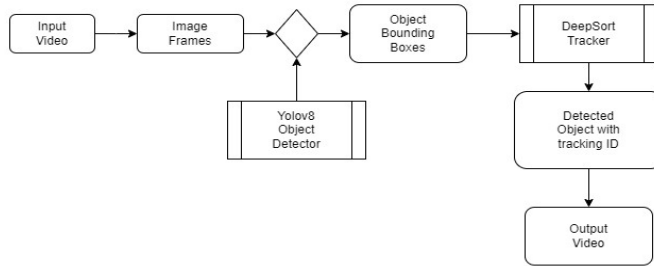 Input
Video
Image
Frames
Object
Bounding
Boxes
DeepSort
Tracker
Yolov8
Object
Detector
Detected
Object with
tracking ID
Output
Video